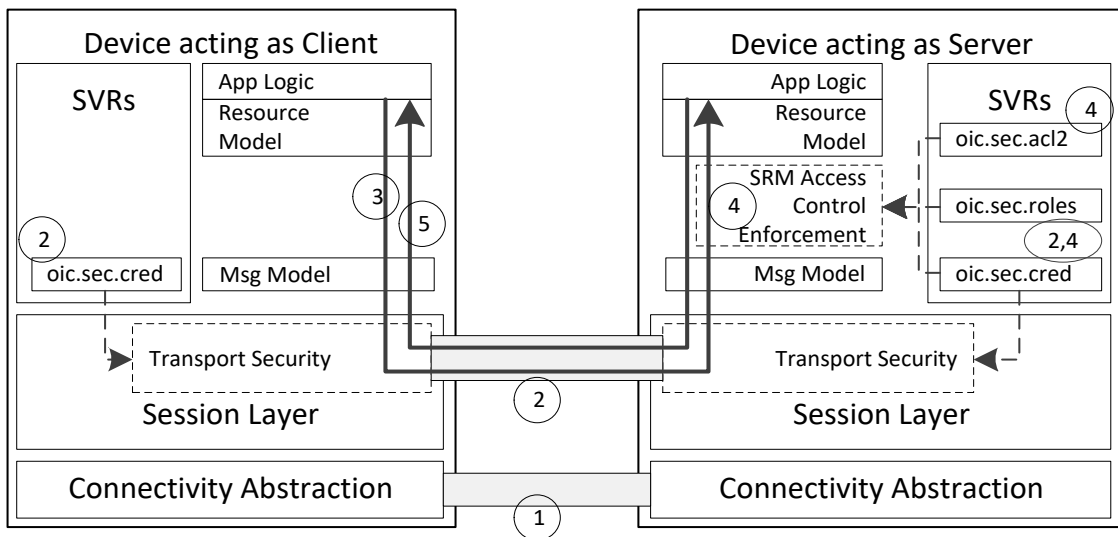 Device acting as Client
SVRs
App Logic
Resource
Model
3
5
2
oic.sec.cred
Msg Model
Transport Security
Session Layer
Connectivity Abstraction
2
1
Device acting as Server
App Logic
Resource
Model
SRM Access
Control
Enforcement
4
Msg Model
SVRs
4
oic.sec.acl2
oic.sec.roles
2,4
oic.sec.cred
Transport Security
Session Layer
Connectivity Abstraction